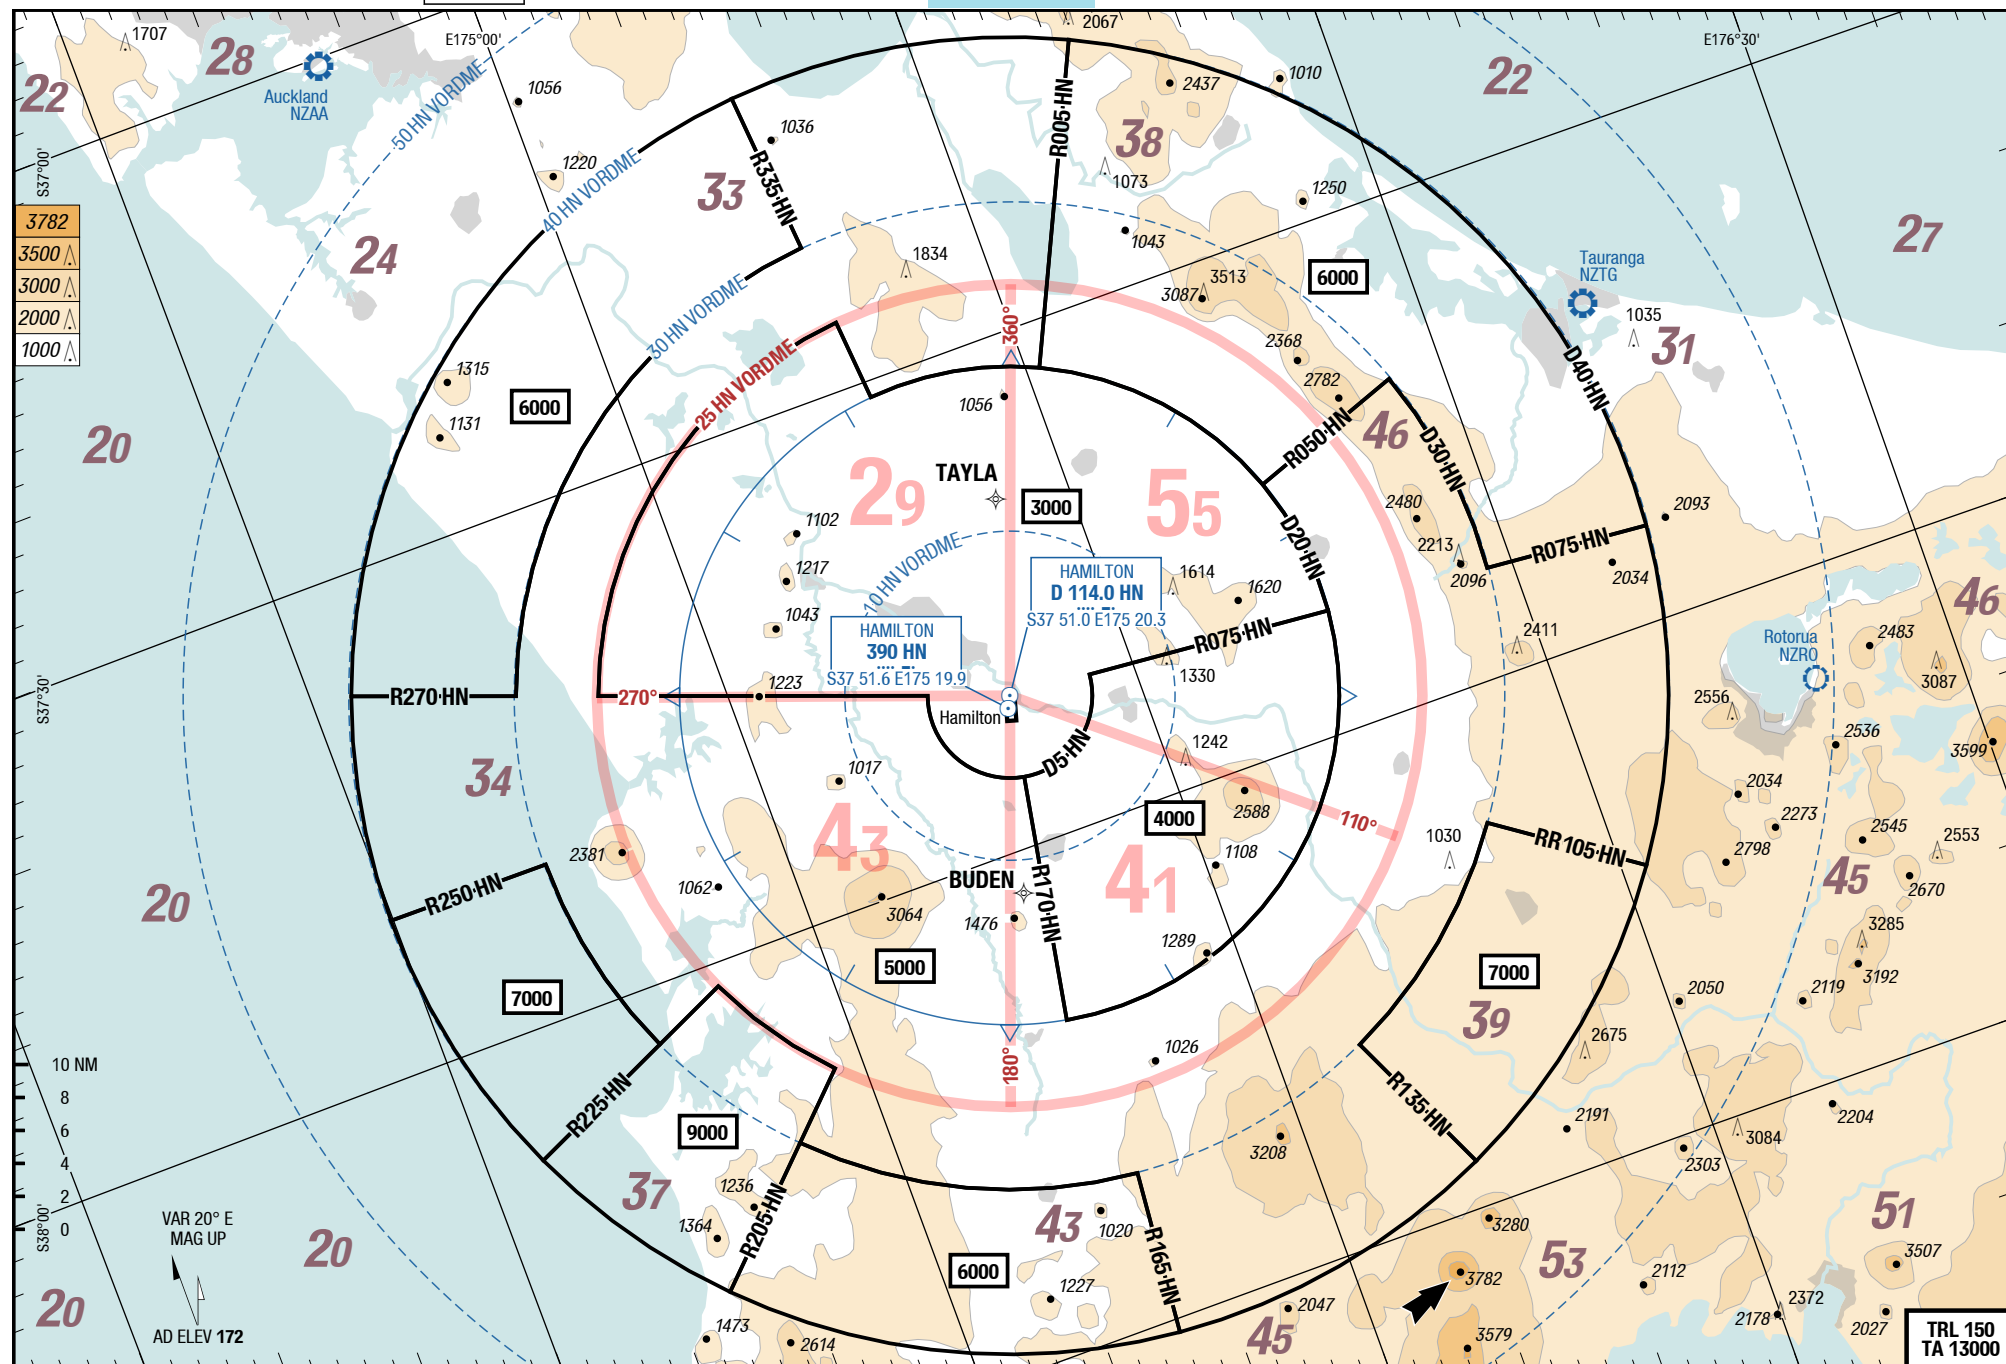 2067
1707
28
E175°00'
E176°30'
22
22
Auckland
NZAA
50 HN VORDME
1056
2437
1010
R005·HN
38
S37°00'
1220
40 HN VORDME
1036
R335·HN
33
1073
1250
3782
3500
3000
2000
1000
24
1834
1043
3513
3087
6000
27
Tauranga
NZTG
1035
31
30 HN VORDME
360°
2368
2782
D40·HN
1315
1131
6000
25 HN VORDME
1056
R050·HN
46
D30·HN
20
TAYLA
29
3000
55
1102
10 HN VORDME
D20·HN
2480
2213
2096
R075·HN
2093
2034
1217
HAMILTON
D 114.0 HN
S37 51.0 E175 20.3
1614
1620
1043
HAMILTON
390 HN
S37 51.6 E175 19.9
R075·HN
1330
2411
46
Rotorua
NZRO
2483
3087
S37°30'
R270·HN
270°
1223
Hamilton
D5·HN
1242
2556
2536
3599
34
1017
2588
110°
4000
2034
2273
2545
2553
43
1030
RR105·HN
2798
45
2670
2381
1062
3064
BUDEN
1476
R170·HN
41
1108
1289
R250·HN
20
3285
3192
5000
7000
7000
2050
2119
39
2675
180°
1026
10 NM
8
6
4
2
0
R225·HN
9000
R135·HN
2191
2204
3208
3084
2303
37
1236
1364
R205·HN
43
1020
R165·HN
S38°00'
VAR 20° E
MAG UP
20
3280
53
51
3507
6000
1227
3782
2112
20
AD ELEV 172
1473
2614
2047
45
3579
2178
2372
2027
TRL 150
TA 13000